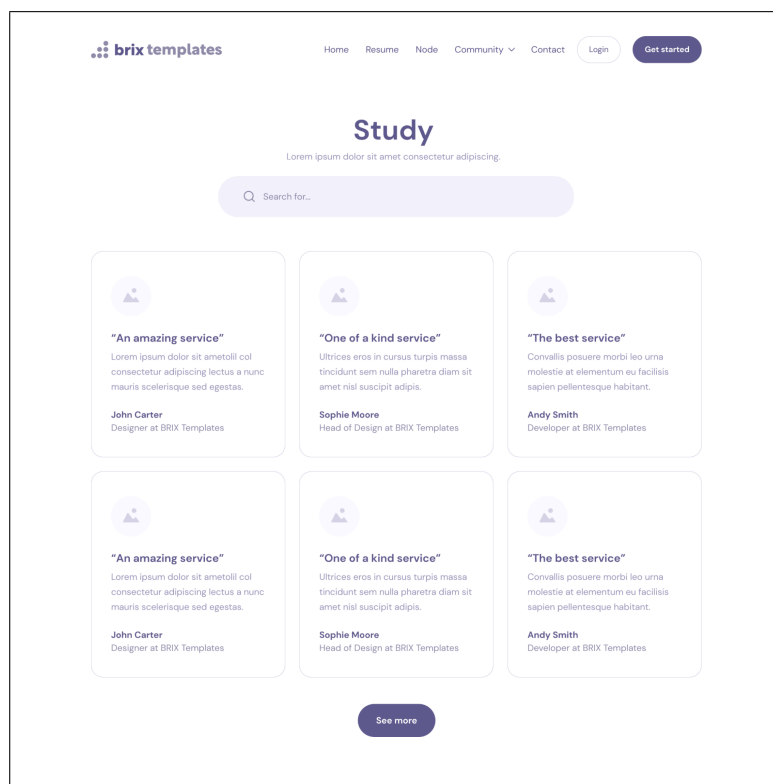 brix templates
Home Resume Node Community Contact Login Get started
Study
Lorem ipsum dolor sit amet consectetur adipiscing.
Search for...
“An amazing service”
Lorem ipsum dolor sit ametolil col
consectetur adipiscing lectus a nunc
mauris scelerisque sed egestas.
John Carter
Designer at BRIX Templates
“One of a kind service”
Ultrices eros in cursus turpis massa
tincidunt sem nulla pharetra diam sit
amet nisl suscipit adipis.
Sophie Moore
Head of Design at BRIX Templates
“The best service”
Convallis posuere morbi leo urna
molestie at elementum eu facilisis
sapien pellentesque habitant.
Andy Smith
Developer at BRIX Templates
“An amazing service”
Lorem ipsum dolor sit ametolil col
consectetur adipiscing lectus a nunc
mauris scelerisque sed egestas.
John Carter
Designer at BRIX Templates
“One of a kind service”
Ultrices eros in cursus turpis massa
tincidunt sem nulla pharetra diam sit
amet nisl suscipit adipis.
Sophie Moore
Head of Design at BRIX Templates
“The best service”
Convallis posuere morbi leo urna
molestie at elementum eu facilisis
sapien pellentesque habitant.
Andy Smith
Developer at BRIX Templates
See more